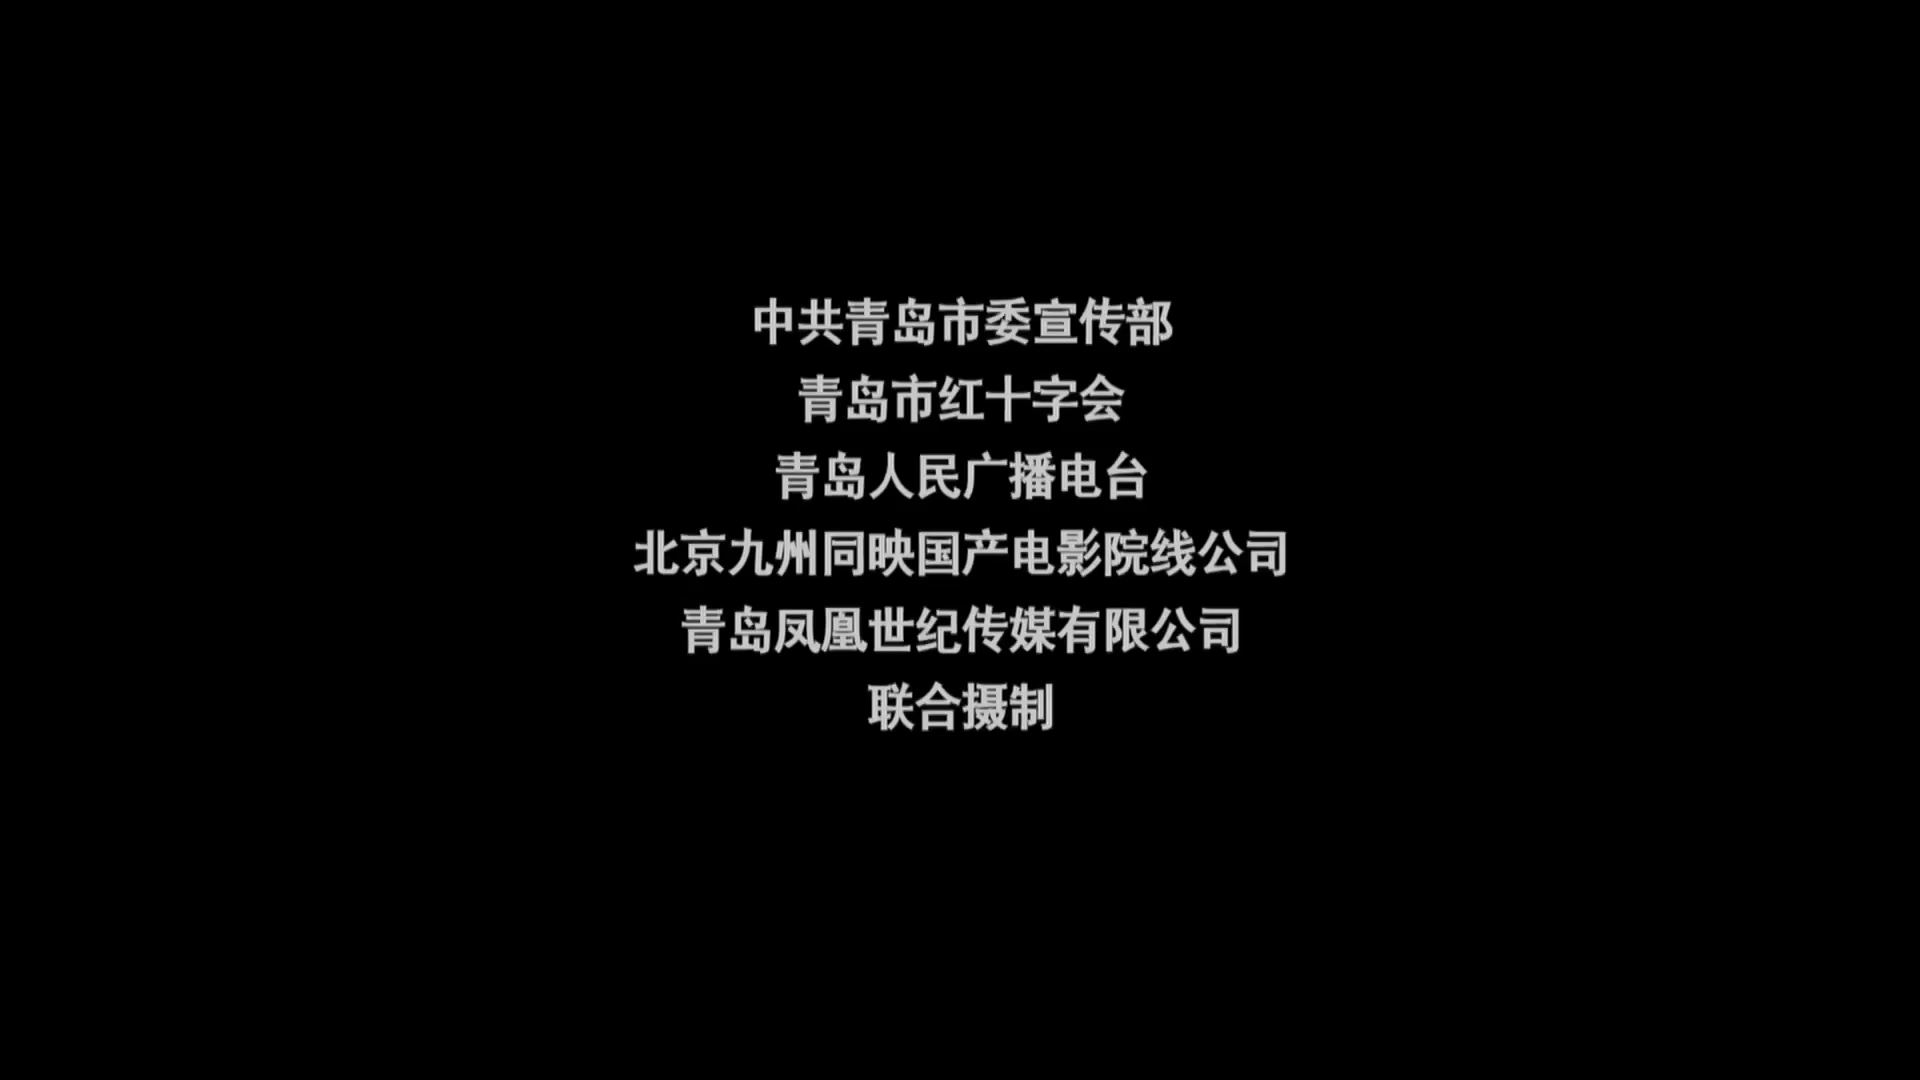 中共青岛市委宣传部
青岛市红十字会
青岛人民广播电台
北京九州同映国产电影院线公司
青岛凤凰世纪传媒有限公司
联合摄制